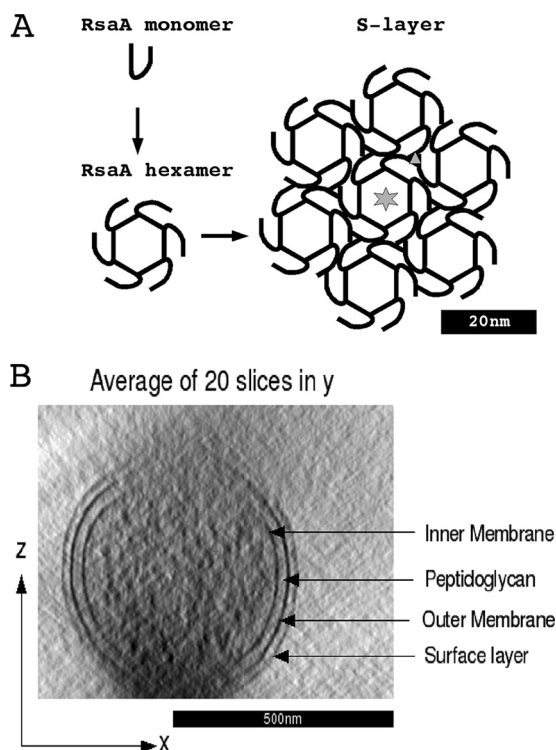 A
RsaA monomer
S-layer
RsaA hexamer
20nm
B
Average of 20 slices in y
Inner Membrane
Peptidoglycan
Outer Membrane
Surface layer
Z
X
500nm